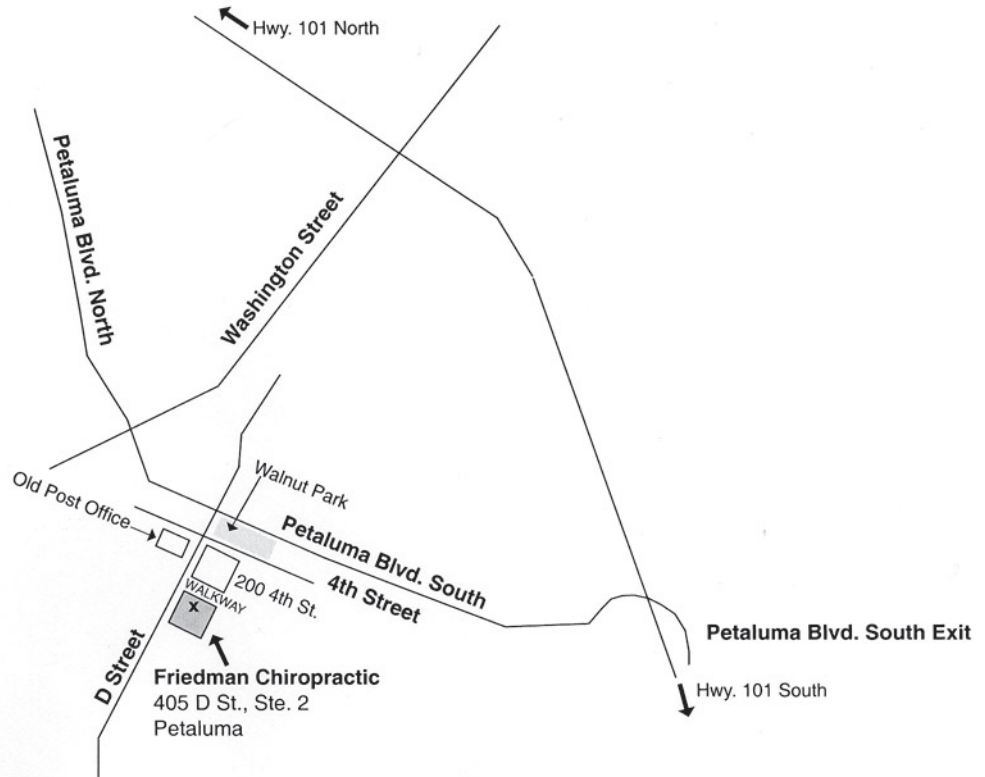 Hwy. 101 North
Petaluma Blvd. North
Washington Street
Old Post Office
Walnut Park
Petaluma Blvd. South
4th Street
200 4th St.
WALKWAY
X
D Street
Friedman Chiropractic
405 D St., Ste. 2
Petaluma
Petaluma Blvd. South Exit
Hwy. 101 South